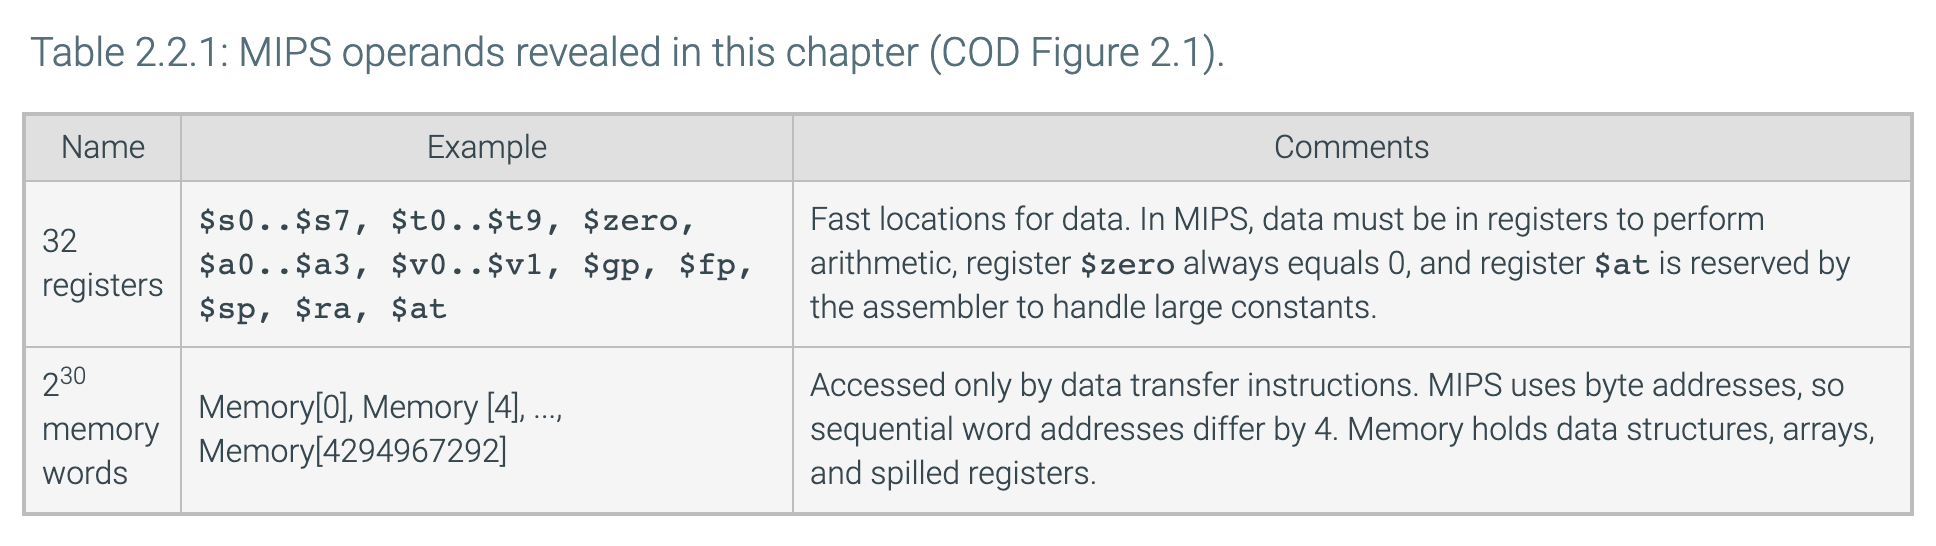 Table 2.2.1: MIPS operands revealed in this chapter (COD Figure 2.1).
Name Example Comments
32
registers
$s0..$s7, $t0..$t9, $zero,
$a0..$a3, $v0..$v1, $gp, $fp,
$sp, $ra, $at
Fast locations for data. In MIPS, data must be in registers to perform
arithmetic, register $zero always equals 0, and register $at is reserved by
the assembler to handle large constants.
2³⁰
memory
words
Memory[0], Memory [4], ...,
Memory[4294967292]
Accessed only by data transfer instructions. MIPS uses byte addresses, so
sequential word addresses differ by 4. Memory holds data structures, arrays,
and spilled registers.